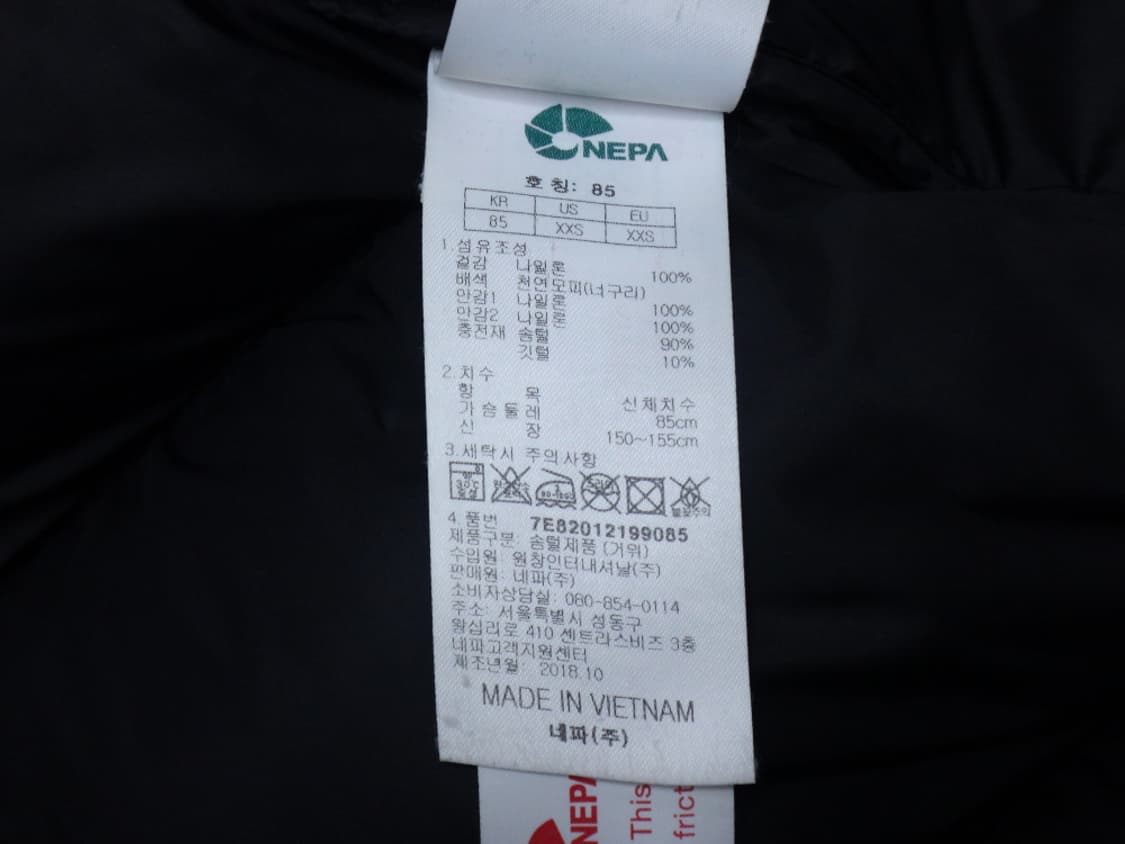 NEPA
호칭: 85
KR US EU
85 XXS XXS
1.섬유조성
겉감 나일론 100%
배색 천연모피(너구리)
안감1 나일론 100%
안감2 나일론 100%
충전재 솜털 90%
깃털 10%
2.치수
항 목 신체치수
가슴둘레 85cm
신 장 150~155cm
3.세탁시 주의사항
30℃
80~120℃
드라이
4.품번 7E82012199085
제품구분: 솜털제품 (거위)
수입원: 원창인터내셔날(주)
판매원: 네파(주)
소비자상담실: 080-854-0114
주소: 서울특별시 성동구
왕십리로 410 센트라스비즈 3층
네파고객지원센터
제조년월: 2018.10
MADE IN VIETNAM
네파(주)
NEPA
This
frict